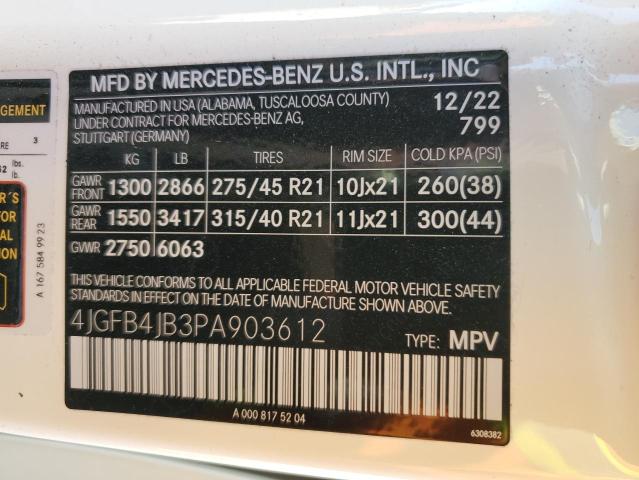 MFD BY MERCEDES-BENZ U.S. INTL., INC
MANUFACTURED IN USA (ALABAMA, TUSCALOOSA COUNTY) 12/22
UNDER CONTRACT FOR MERCEDES-BENZ AG, 799
STUTTGART (GERMANY)
KG LB TIRES RIM SIZE COLD KPA (PSI)
GAWR FRONT 1300 2866 275/45 R21 10Jx21 260(38)
GAWR REAR 1550 3417 315/40 R21 11Jx21 300(44)
GVWR 2750 6063
THIS VEHICLE CONFORMS TO ALL APPLICABLE FEDERAL MOTOR VEHICLE SAFETY
STANDARDS IN EFFECT ON THE DATE OF MANUFACTURE SHOWN ABOVE.
4JGFB4JB3PA903612 TYPE: MPV
A 000 817 52 04
6308382
3
lbs.
lb.
A 167 584 99 23